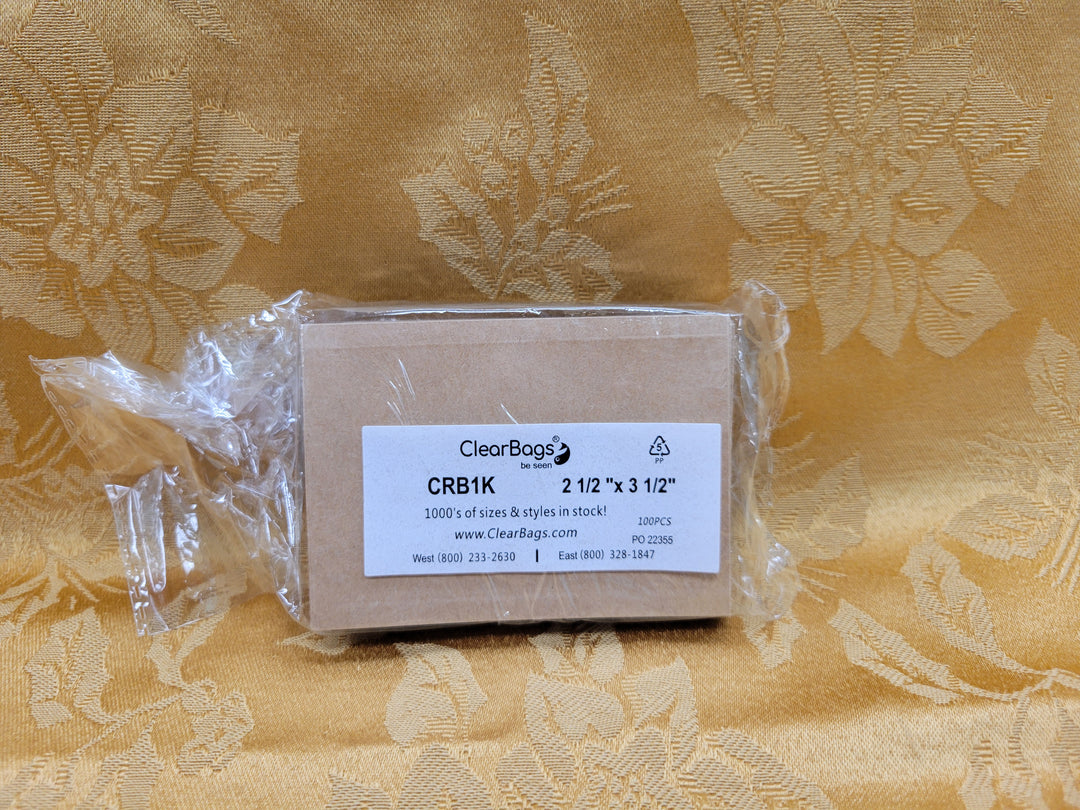 ClearBags®
be seen
5
PP
CRB1K 2 1/2 "x 3 1/2"
1000's of sizes & styles in stock!
100PCS
www.ClearBags.com
PO 22355
West (800) 233-2630 | East (800) 328-1847